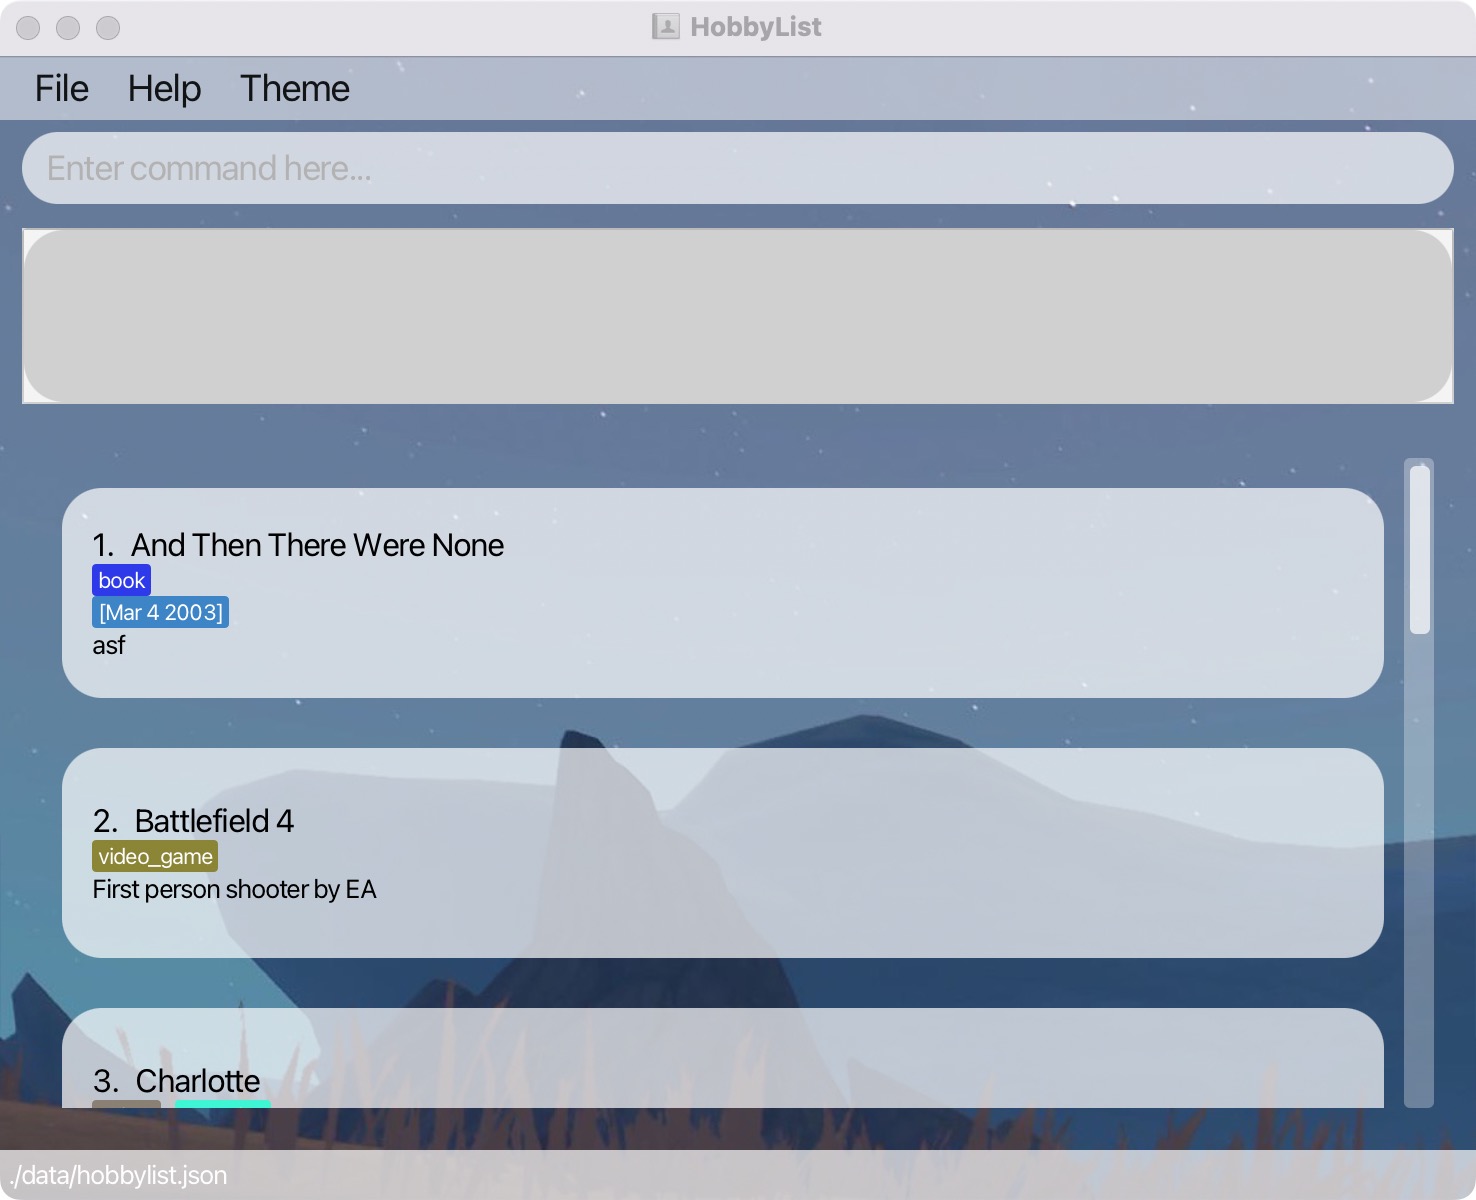 HobbyList
File Help Theme
Enter command here...
1. And Then There Were None
book
[Mar 4 2003]
asf
2. Battlefield 4
video_game
First person shooter by EA
3. Charlotte
./data/hobbylist.json